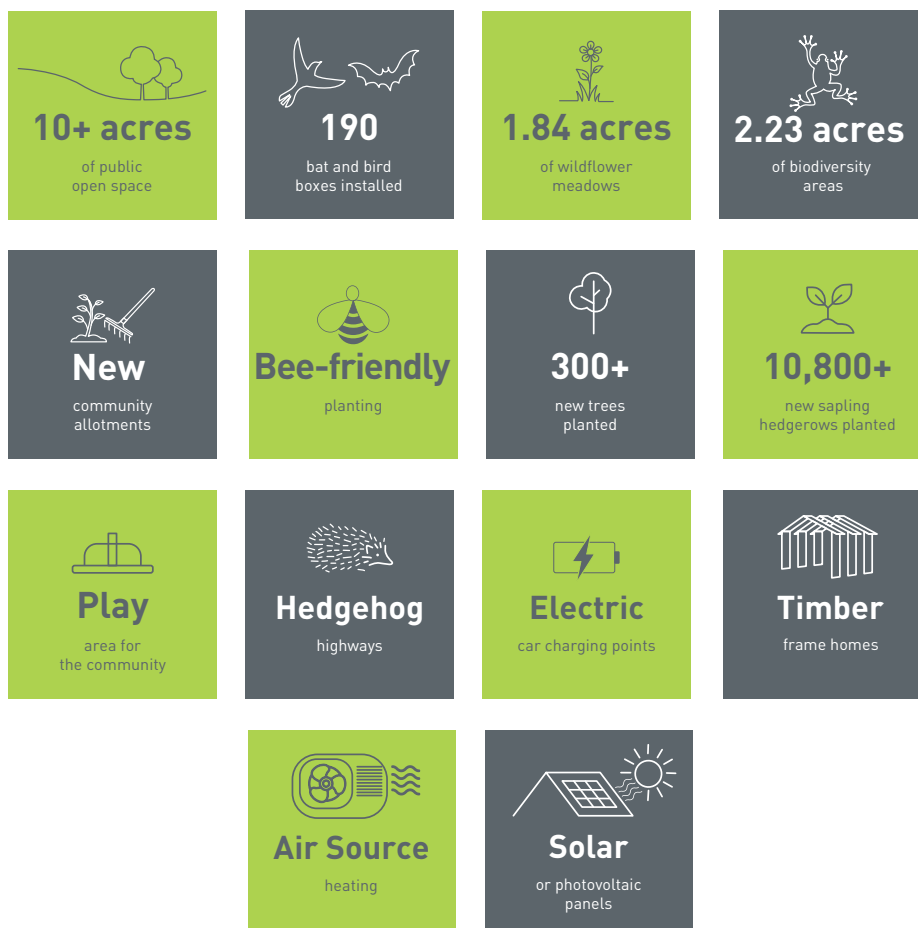 10+ acres
of public
open space
190
bat and bird
boxes installed
1.84 acres
of wildflower
meadows
2.23 acres
of biodiversity
areas
New
community
allotments
Bee-friendly
planting
300+
new trees
planted
10,800+
new sapling
hedgerows planted
Play
area for
the community
Hedgehog
highways
Electric
car charging points
Timber
frame homes
Air Source
heating
Solar
or photovoltaic
panels